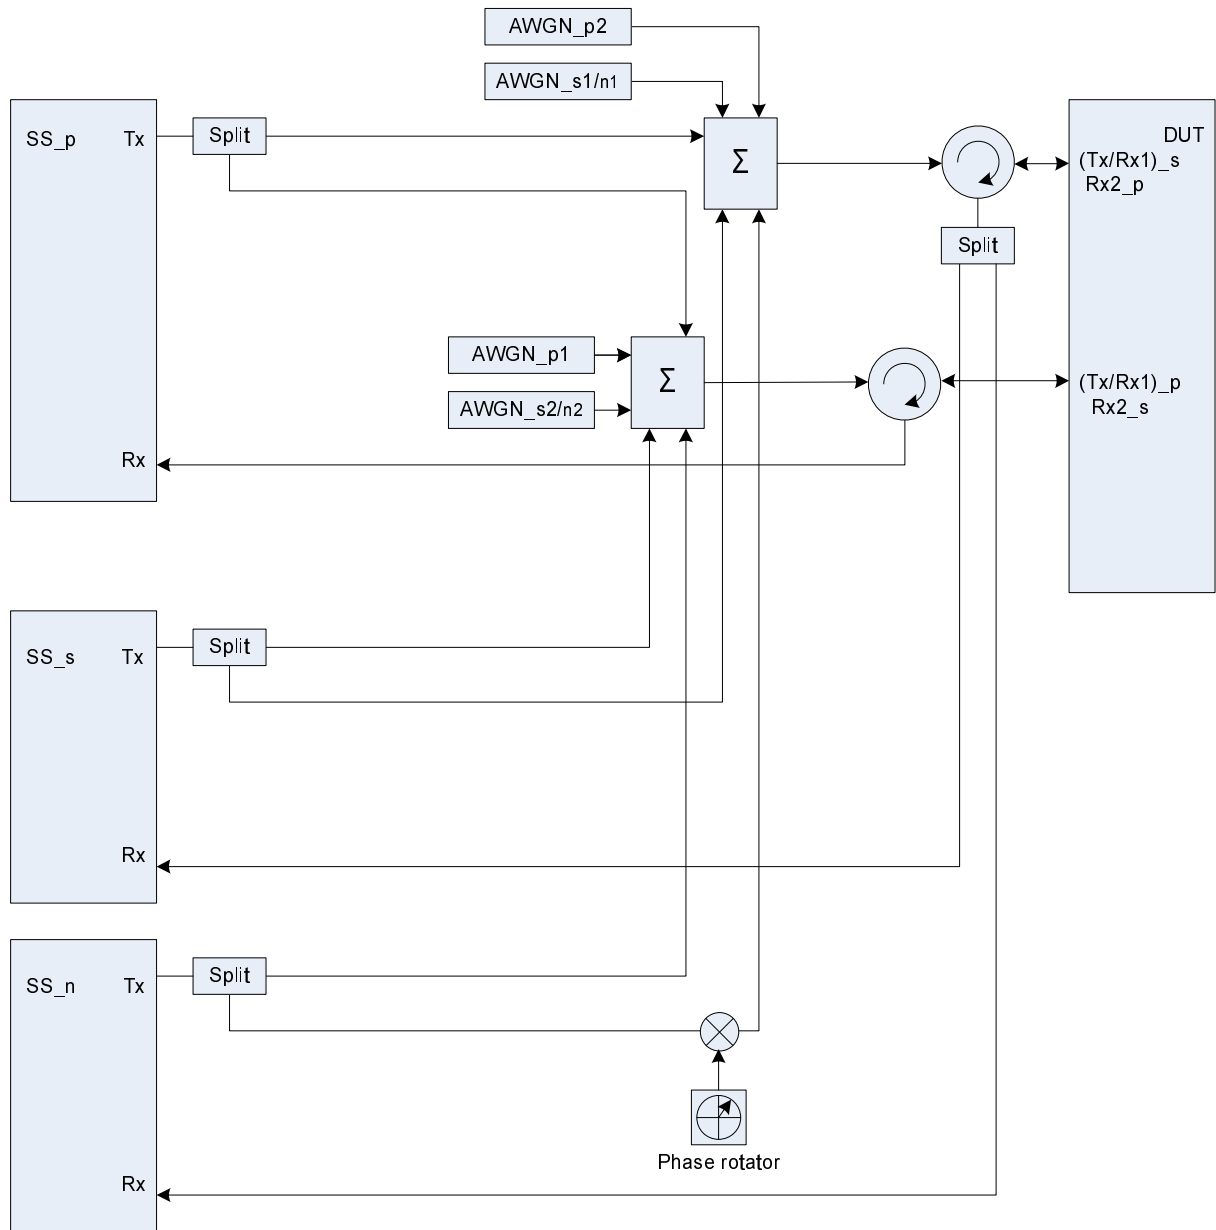 AWGN_p2
AWGN_s1/n1
SS_p
Tx
Split
Σ
DUT
(Tx/Rx1)_s
Rx2_p
Split
AWGN_p1
Σ
(Tx/Rx1)_p
AWGN_s2/n2
Rx2_s
Rx
SS_s
Tx
Split
Rx
SS_n
Tx
Split
Phase rotator
Rx